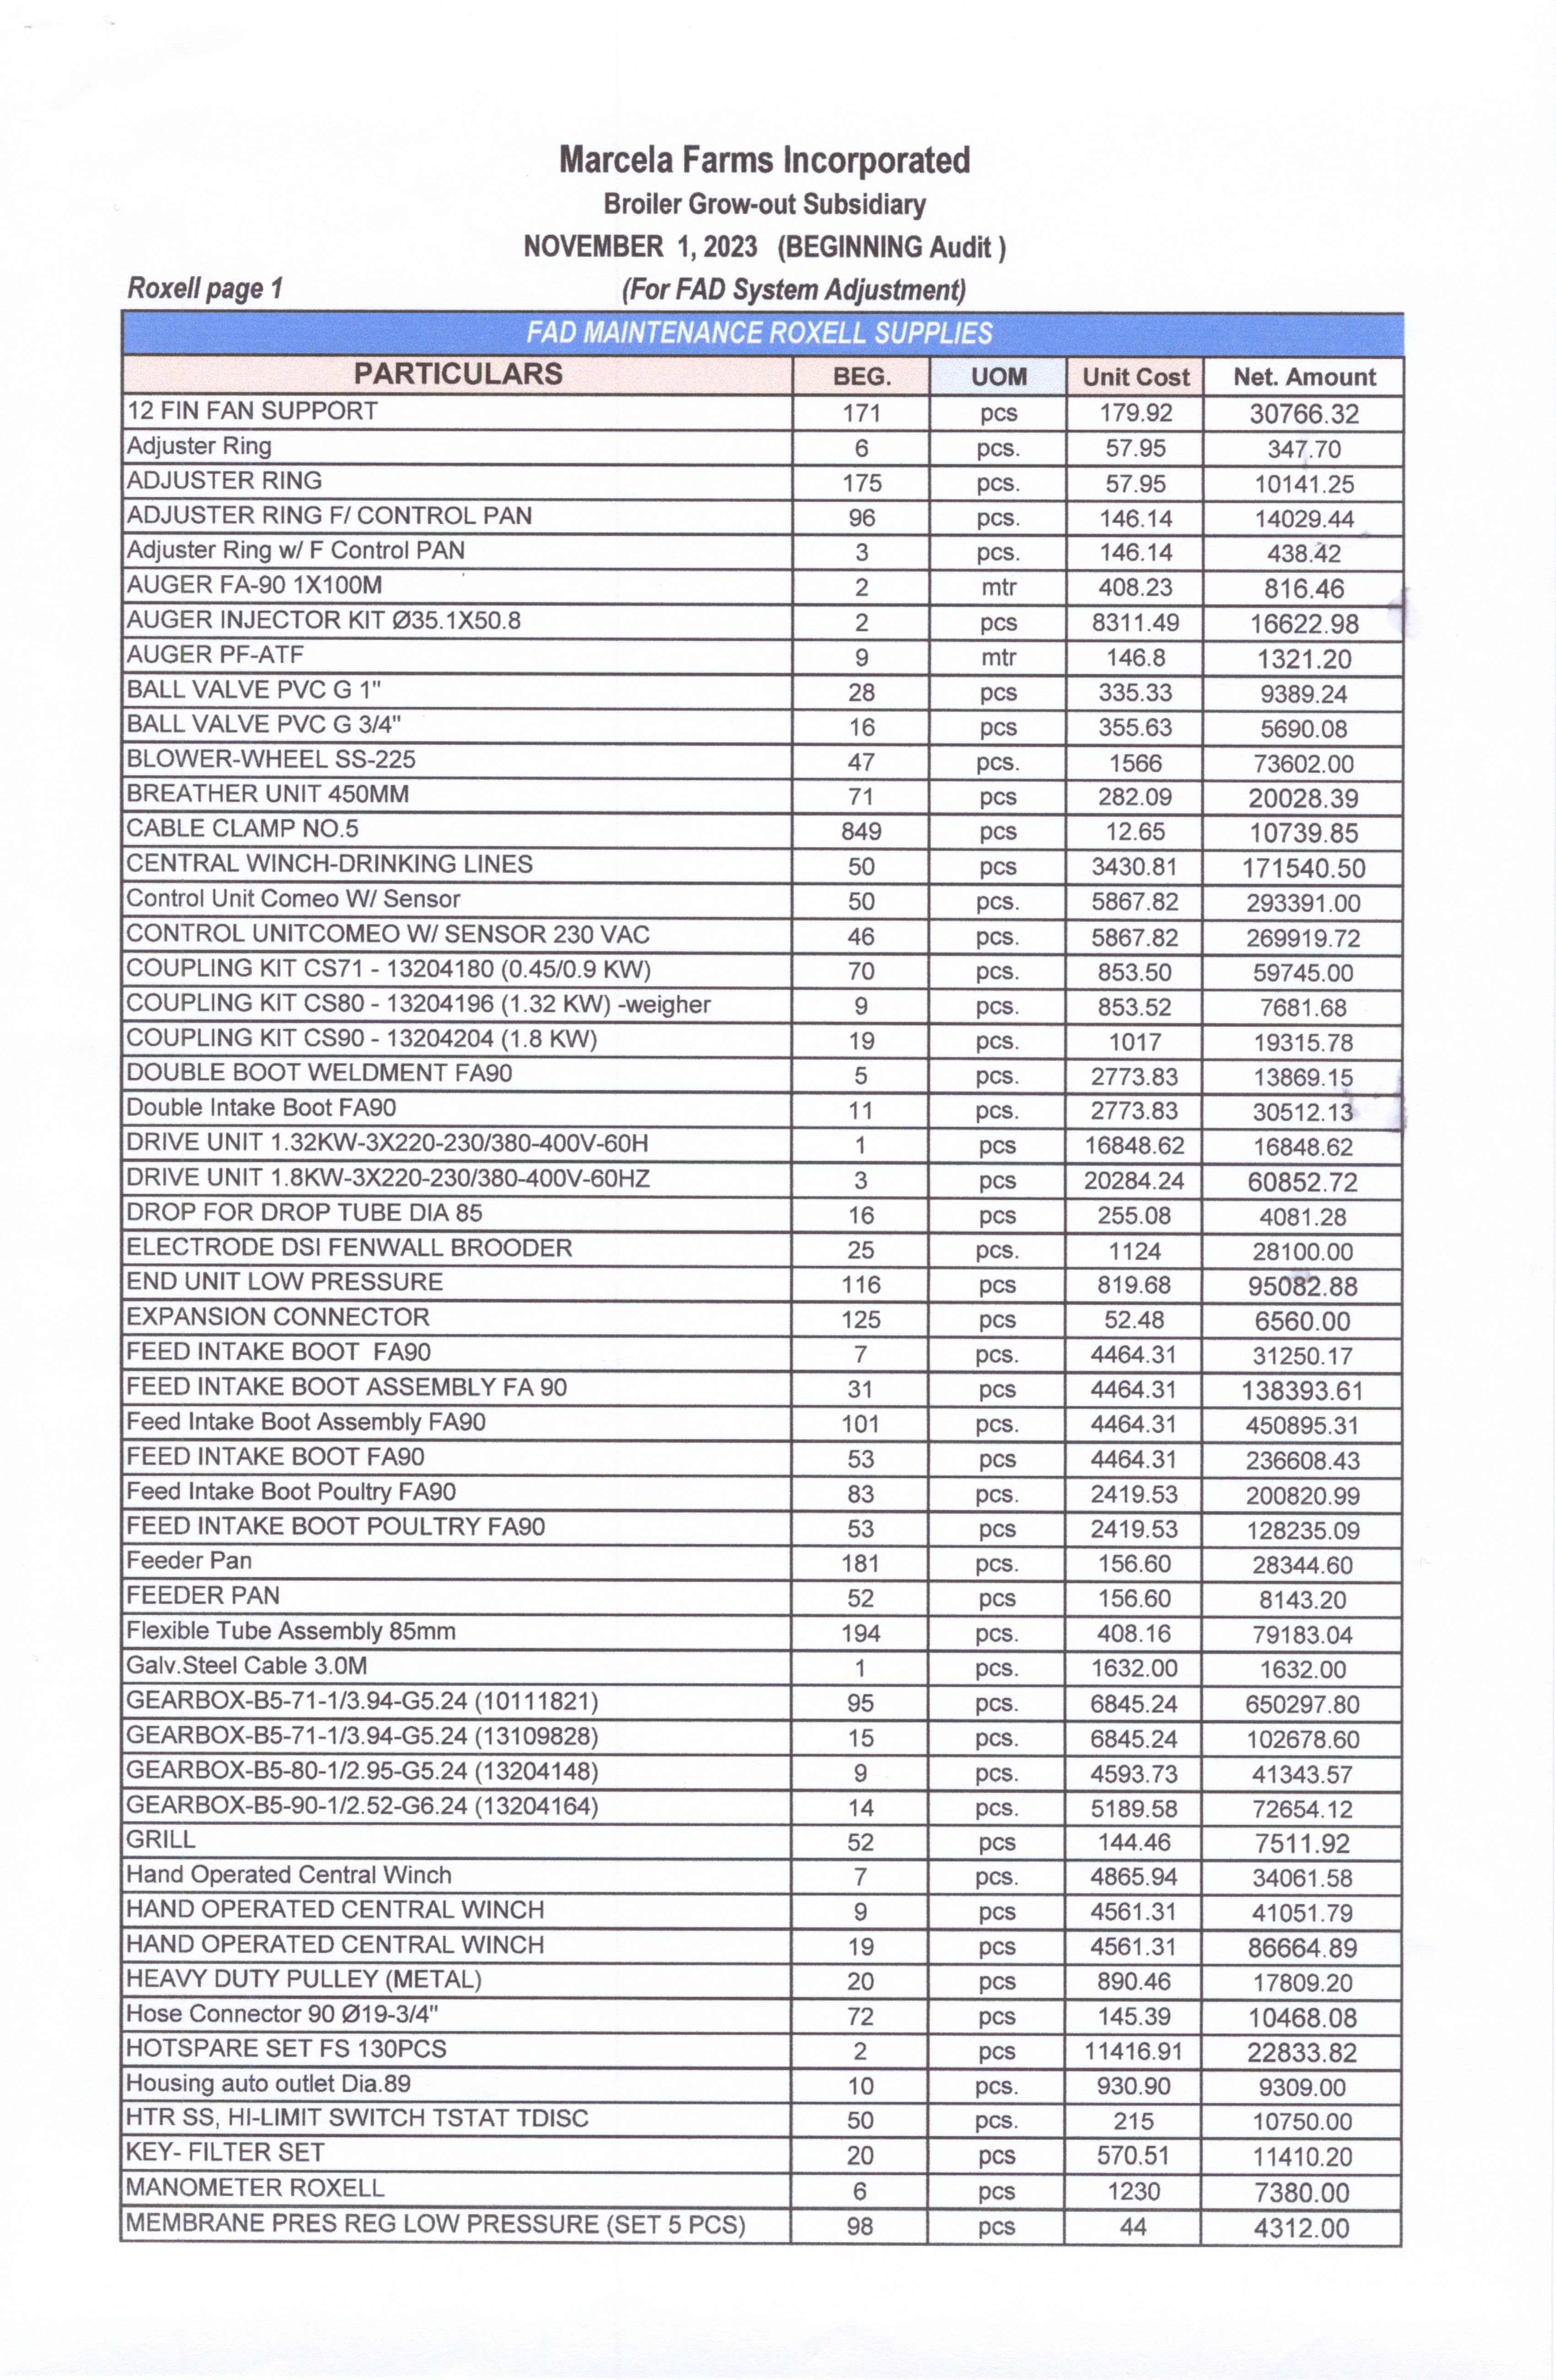 Marcela Farms Incorporated
Broiler Grow-out Subsidiary
NOVEMBER 1, 2023 (BEGINNING Audit )
Roxell page 1 (For FAD System Adjustment)
FAD MAINTENANCE ROXELL SUPPLIES
PARTICULARS BEG. UOM Unit Cost Net. Amount
12 FIN FAN SUPPORT 171 pcs 179.92 30766.32
Adjuster Ring 6 pcs. 57.95 347.70
ADJUSTER RING 175 pcs. 57.95 10141.25
ADJUSTER RING F/ CONTROL PAN 96 pcs. 146.14 14029.44
Adjuster Ring w/ F Control PAN 3 pcs. 146.14 438.42
AUGER FA-90 1X100M 2 mtr 408.23 816.46
AUGER INJECTOR KIT Ø35.1X50.8 2 pcs 8311.49 16622.98
AUGER PF-ATF 9 mtr 146.8 1321.20
BALL VALVE PVC G 1" 28 pcs 335.33 9389.24
BALL VALVE PVC G 3/4" 16 pcs 355.63 5690.08
BLOWER-WHEEL SS-225 47 pcs. 1566 73602.00
BREATHER UNIT 450MM 71 pcs 282.09 20028.39
CABLE CLAMP NO.5 849 pcs 12.65 10739.85
CENTRAL WINCH-DRINKING LINES 50 pcs 3430.81 171540.50
Control Unit Comeo W/ Sensor 50 pcs. 5867.82 293391.00
CONTROL UNITCOMEO W/ SENSOR 230 VAC 46 pcs. 5867.82 269919.72
COUPLING KIT CS71 - 13204180 (0.45/0.9 KW) 70 pcs. 853.50 59745.00
COUPLING KIT CS80 - 13204196 (1.32 KW) -weigher 9 pcs. 853.52 7681.68
COUPLING KIT CS90 - 13204204 (1.8 KW) 19 pcs. 1017 19315.78
DOUBLE BOOT WELDMENT FA90 5 pcs. 2773.83 13869.15
Double Intake Boot FA90 11 pcs. 2773.83 30512.13
DRIVE UNIT 1.32KW-3X220-230/380-400V-60H 1 pcs 16848.62 16848.62
DRIVE UNIT 1.8KW-3X220-230/380-400V-60HZ 3 pcs 20284.24 60852.72
DROP FOR DROP TUBE DIA 85 16 pcs 255.08 4081.28
ELECTRODE DSI FENWALL BROODER 25 pcs. 1124 28100.00
END UNIT LOW PRESSURE 116 pcs 819.68 95082.88
EXPANSION CONNECTOR 125 pcs 52.48 6560.00
FEED INTAKE BOOT FA90 7 pcs. 4464.31 31250.17
FEED INTAKE BOOT ASSEMBLY FA 90 31 pcs 4464.31 138393.61
Feed Intake Boot Assembly FA90 101 pcs. 4464.31 450895.31
FEED INTAKE BOOT FA90 53 pcs 4464.31 236608.43
Feed Intake Boot Poultry FA90 83 pcs. 2419.53 200820.99
FEED INTAKE BOOT POULTRY FA90 53 pcs 2419.53 128235.09
Feeder Pan 181 pcs. 156.60 28344.60
FEEDER PAN 52 pcs 156.60 8143.20
Flexible Tube Assembly 85mm 194 pcs. 408.16 79183.04
Galv.Steel Cable 3.0M 1 pcs. 1632.00 1632.00
GEARBOX-B5-71-1/3.94-G5.24 (10111821) 95 pcs. 6845.24 650297.80
GEARBOX-B5-71-1/3.94-G5.24 (13109828) 15 pcs. 6845.24 102678.60
GEARBOX-B5-80-1/2.95-G5.24 (13204148) 9 pcs. 4593.73 41343.57
GEARBOX-B5-90-1/2.52-G6.24 (13204164) 14 pcs. 5189.58 72654.12
GRILL 52 pcs 144.46 7511.92
Hand Operated Central Winch 7 pcs. 4865.94 34061.58
HAND OPERATED CENTRAL WINCH 9 pcs 4561.31 41051.79
HAND OPERATED CENTRAL WINCH 19 pcs 4561.31 86664.89
HEAVY DUTY PULLEY (METAL) 20 pcs 890.46 17809.20
Hose Connector 90 Ø19-3/4" 72 pcs 145.39 10468.08
HOTSPARE SET FS 130PCS 2 pcs 11416.91 22833.82
Housing auto outlet Dia.89 10 pcs. 930.90 9309.00
HTR SS, HI-LIMIT SWITCH TSTAT TDISC 50 pcs. 215 10750.00
KEY- FILTER SET 20 pcs 570.51 11410.20
MANOMETER ROXELL 6 pcs 1230 7380.00
MEMBRANE PRES REG LOW PRESSURE (SET 5 PCS) 98 pcs 44 4312.00